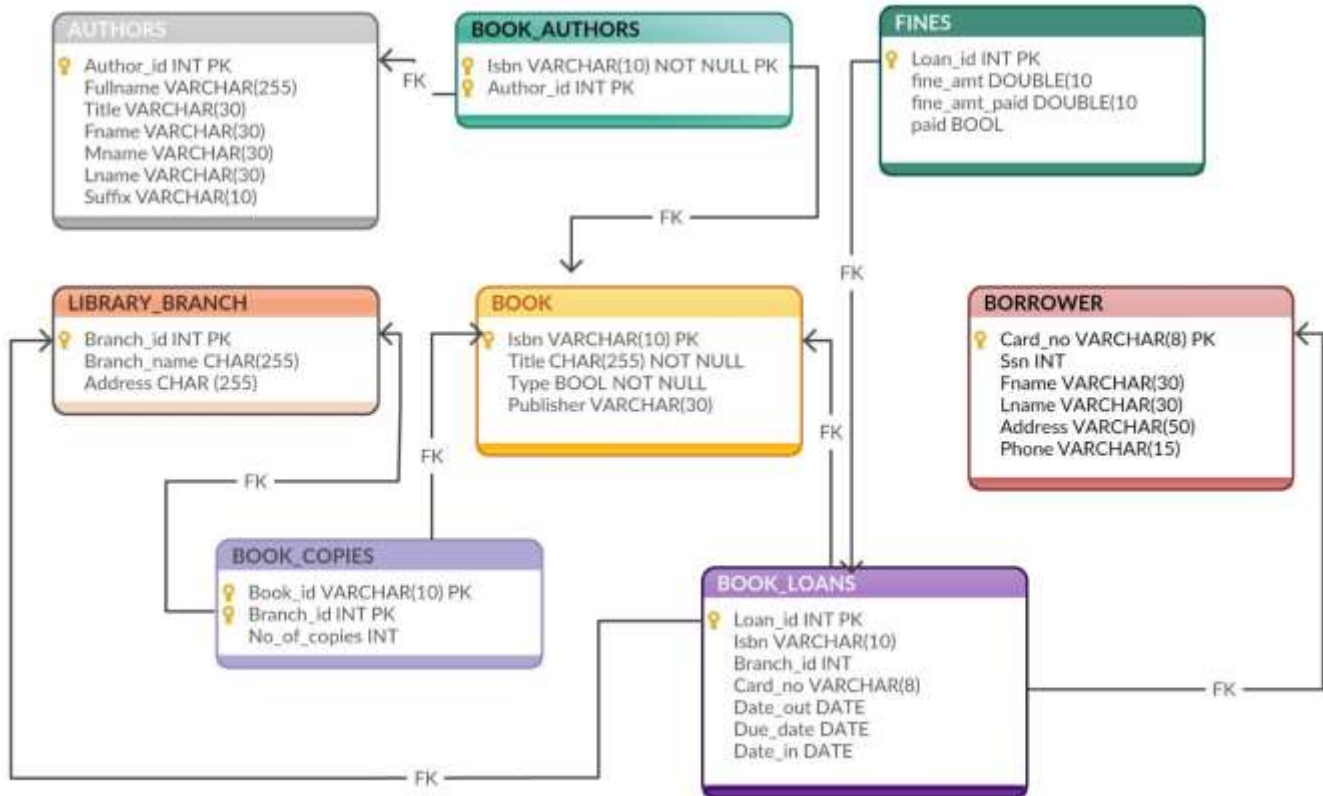 AUTHORS
Author_id INT PK
Fullname VARCHAR(255)
Title VARCHAR(30)
Fname VARCHAR(30)
Mname VARCHAR(30)
Lname VARCHAR(30)
Suffix VARCHAR(10)
FK
BOOK_AUTHORS
Isbn VARCHAR(10) NOT NULL PK
Author_id INT PK
FINES
Loan_id INT PK
fine_amt DOUBLE(10
fine_amt_paid DOUBLE(10
paid BOOL
FK
FK
LIBRARY_BRANCH
Branch_id INT PK
Branch_name CHAR(255)
Address CHAR (255)
BOOK
Isbn VARCHAR(10) PK
Title CHAR(255) NOT NULL
Type BOOL NOT NULL
Publisher VARCHAR(30)
BORROWER
Card_no VARCHAR(8) PK
Ssn INT
Fname VARCHAR(30)
Lname VARCHAR(30)
Address VARCHAR(50)
Phone VARCHAR(15)
FK
FK
FK
BOOK_COPIES
Book_id VARCHAR(10) PK
Branch_id INT PK
No_of_copies INT
BOOK_LOANS
Loan_id INT PK
Isbn VARCHAR(10)
Branch_id INT
Card_no VARCHAR(8)
Date_out DATE
Due_date DATE
Date_in DATE
FK
FK